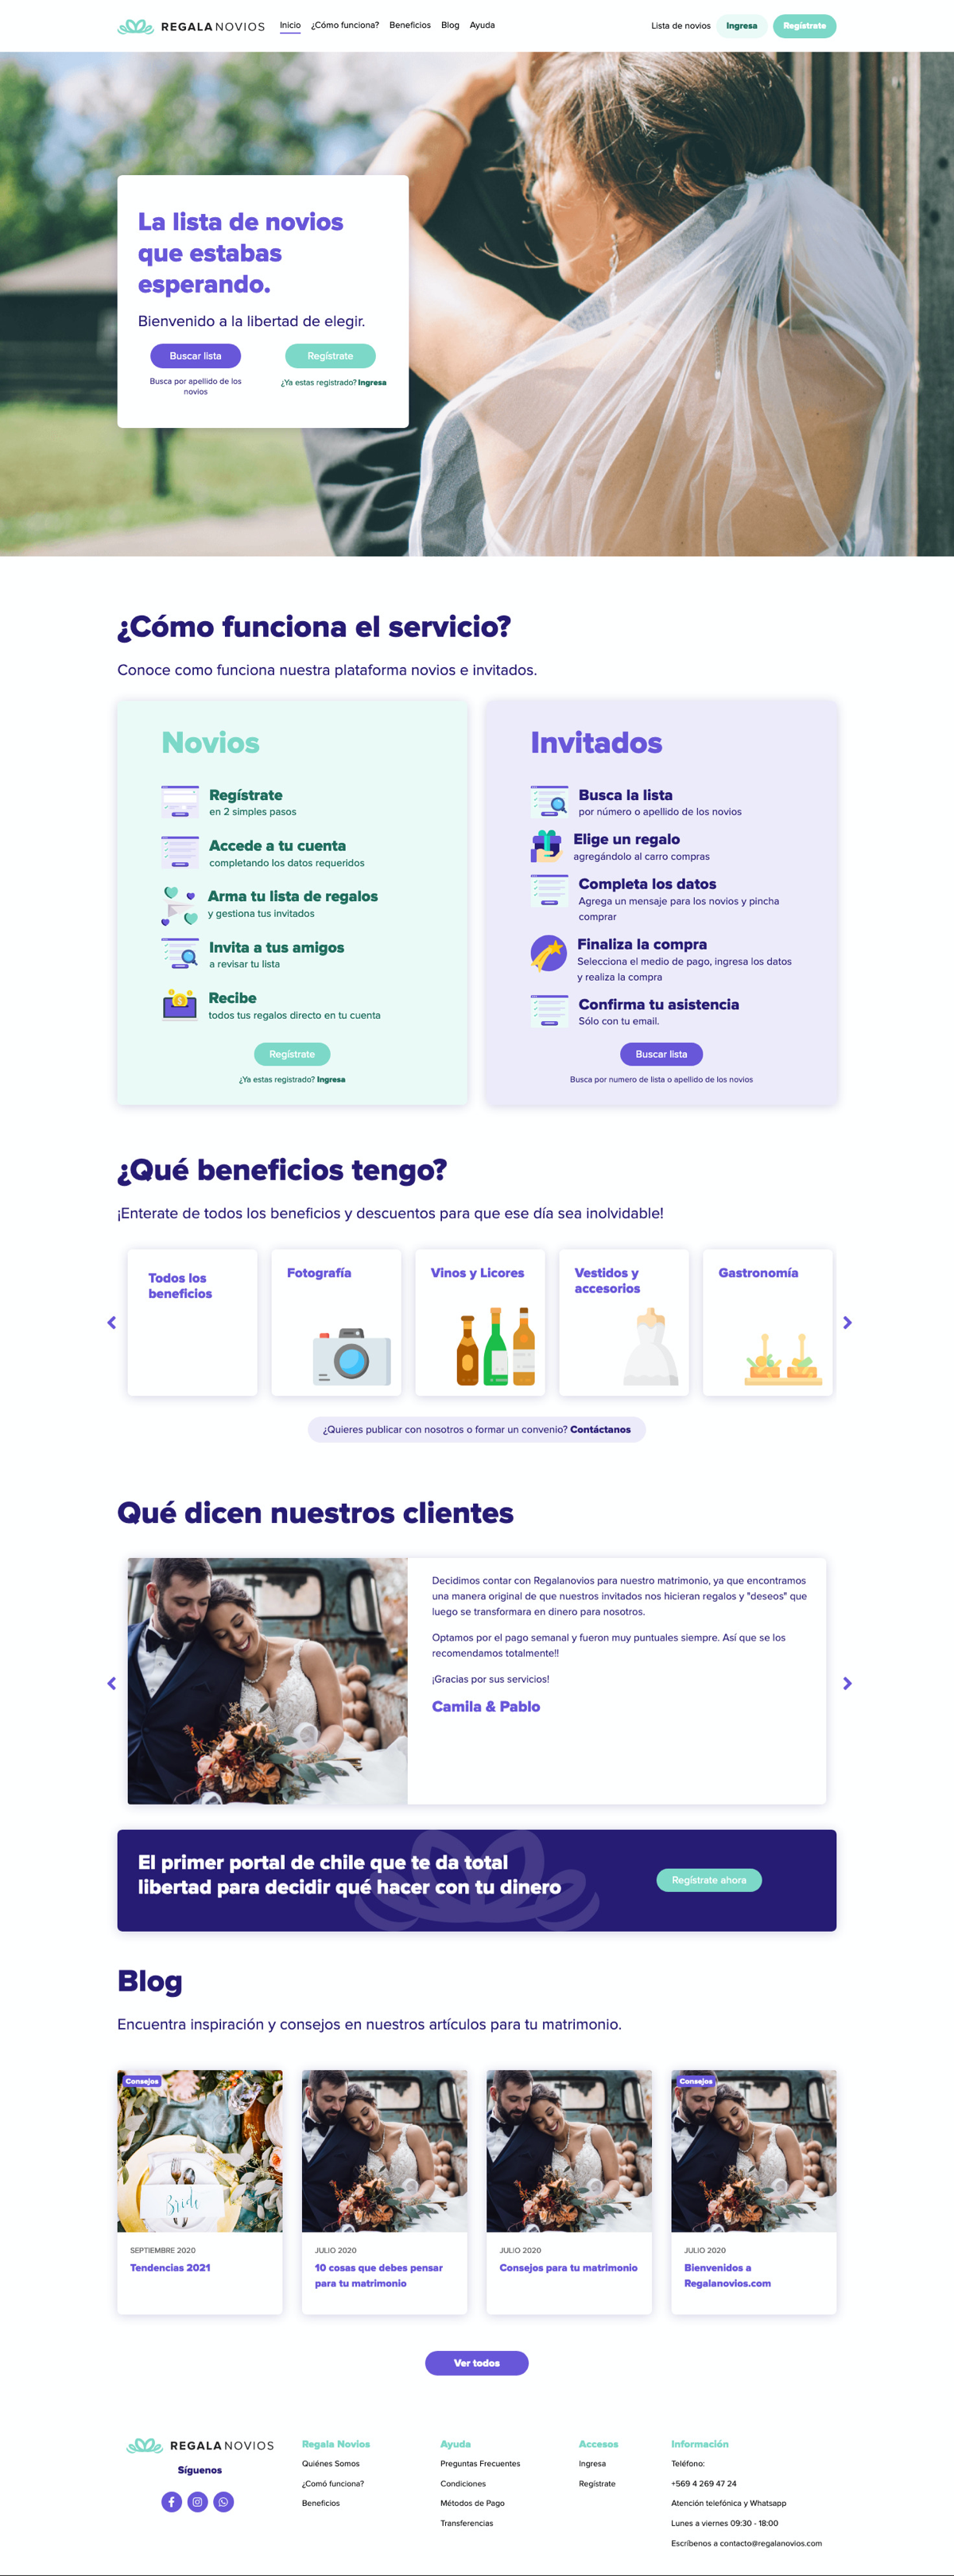 REGALA NOVIOS
Inicio
¿Cómo funciona?
Beneficios
Blog
Ayuda
Lista de novios
Ingresa
Regístrate
La lista de novios
que estabas
esperando.
Bienvenido a la libertad de elegir.
Buscar lista
Busca por apellido de los
novios
Regístrate
¿Ya estas registrado? Ingresa
¿Cómo funciona el servicio?
Conoce como funciona nuestra plataforma novios e invitados.
Novios
Regístrate
en 2 simples pasos
Accede a tu cuenta
completando los datos requeridos
Arma tu lista de regalos
y gestiona tus invitados
Invita a tus amigos
a revisar tu lista
Recibe
todos tus regalos directo en tu cuenta
Regístrate
¿Ya estas registrado? Ingresa
Invitados
Busca la lista
por número o apellido de los novios
Elige un regalo
agregándolo al carro compras
Completa los datos
Agrega un mensaje para los novios y pincha
comprar
Finaliza la compra
Selecciona el medio de pago, ingresa los datos
y realiza la compra
Confirma tu asistencia
Sólo con tu email.
Buscar lista
Busca por numero de lista o apellido de los novios
¿Qué beneficios tengo?
¡Enterate de todos los beneficios y descuentos para que ese día sea inolvidable!
Todos los
beneficios
Fotografía
Vinos y Licores
Vestidos y
accesorios
Gastronomía
¿Quieres publicar con nosotros o formar un convenio? Contáctanos
Qué dicen nuestros clientes
Decidimos contar con Regalanovios para nuestro matrimonio, ya que encontramos
una manera original de que nuestros invitados nos hicieran regalos y "deseos" que
luego se transformara en dinero para nosotros.
Optamos por el pago semanal y fueron muy puntuales siempre. Así que se los
recomendamos totalmente!!
¡Gracias por sus servicios!
Camila & Pablo
El primer portal de chile que te da total
libertad para decidir qué hacer con tu dinero
Regístrate ahora
Blog
Encuentra inspiración y consejos en nuestros artículos para tu matrimonio.
Consejos
Bride
SEPTIEMBRE 2020
Tendencias 2021
JULIO 2020
10 cosas que debes pensar
para tu matrimonio
JULIO 2020
Consejos para tu matrimonio
Consejos
JULIO 2020
Bienvenidos a
Regalanovios.com
Ver todos
REGALA NOVIOS
Síguenos
Regala Novios
Quiénes Somos
¿Comó funciona?
Beneficios
Ayuda
Preguntas Frecuentes
Condiciones
Métodos de Pago
Transferencias
Accesos
Ingresa
Regístrate
Información
Teléfono:
+569 4 269 47 24
Atención telefónica y Whatsapp
Lunes a viernes 09:30 - 18:00
Escríbenos a contacto@regalanovios.com